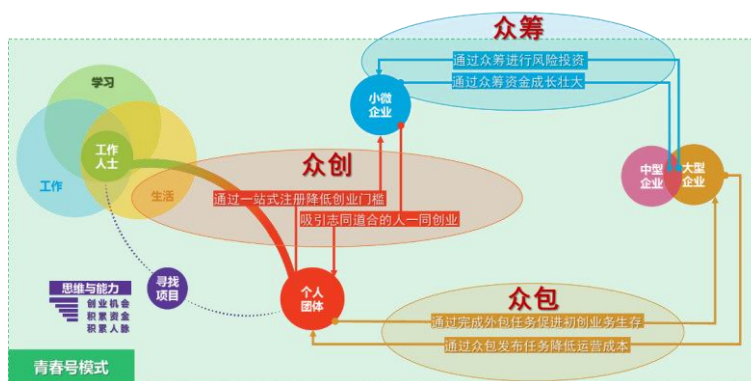 众筹
通过众筹进行风险投资
通过众筹资金成长壮大
学习
小微
企业
工作
人士
工作
生活
众创
中型
企业
大型
企业
通过一站式注册降低创业门槛
吸引志同道合的人一同创业
思维与能力
创业机会
积累资金
积累人脉
寻找
项目
个人
团体
众包
通过完成外包任务促进初创业务生存
通过众包发布任务降低运营成本
青春号模式